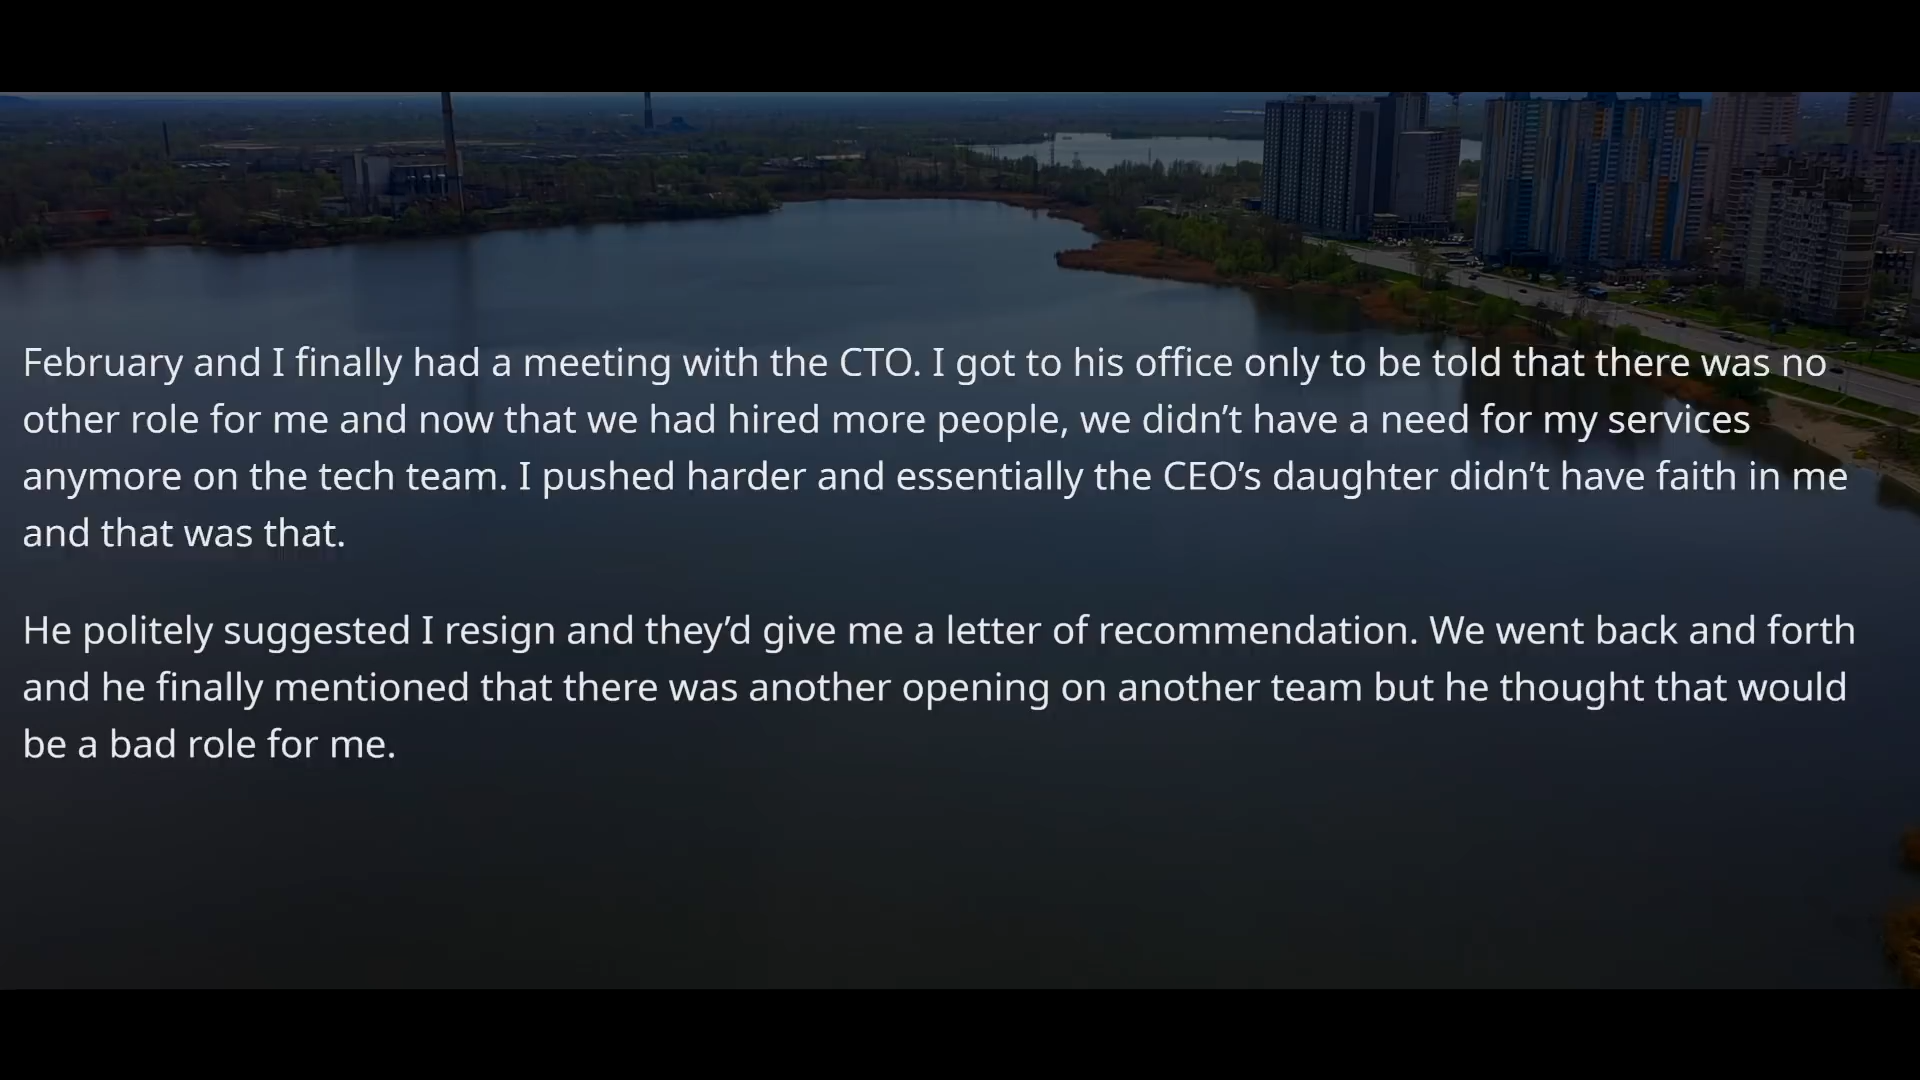 February and I finally had a meeting with the CTO. I got to his office only to be told that there was no
other role for me and now that we had hired more people, we didn’t have a need for my services
anymore on the tech team. I pushed harder and essentially the CEO’s daughter didn’t have faith in me
and that was that.
He politely suggested I resign and they’d give me a letter of recommendation. We went back and forth
and he finally mentioned that there was another opening on another team but he thought that would
be a bad role for me.